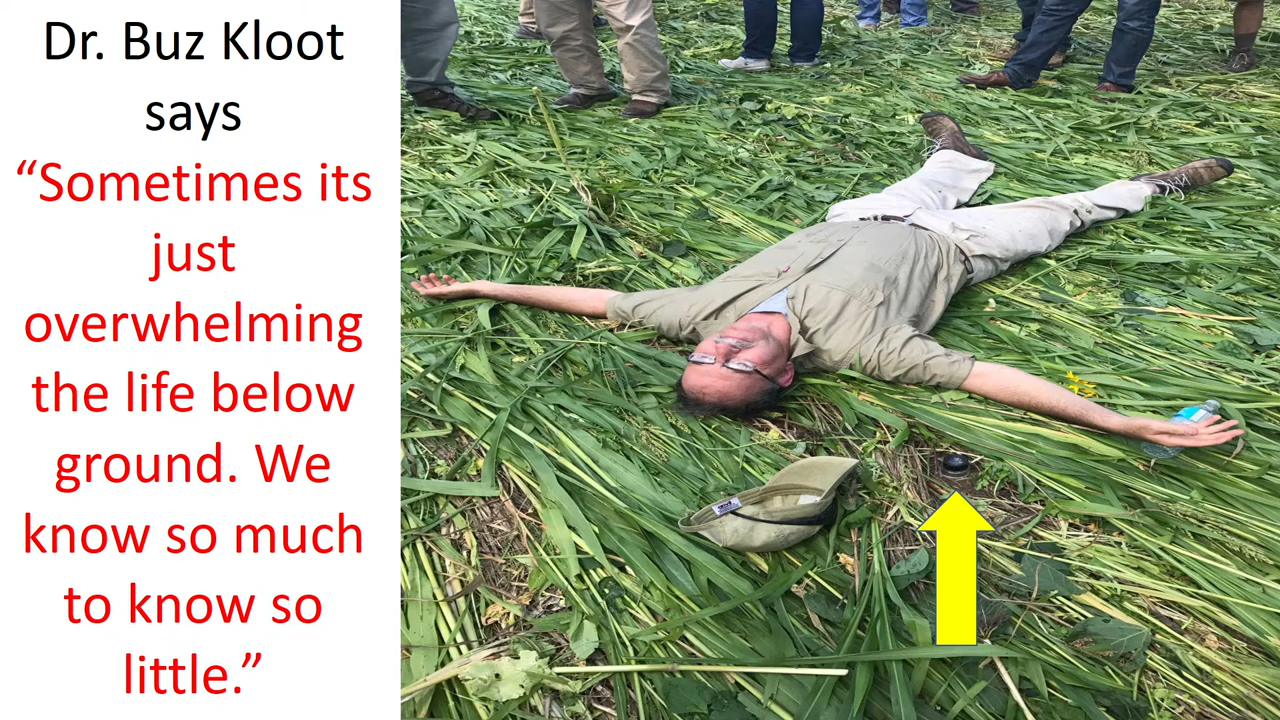 Dr. Buz Kloot
says
“Sometimes its
just
overwhelming
the life below
ground. We
know so much
to know so
little.”